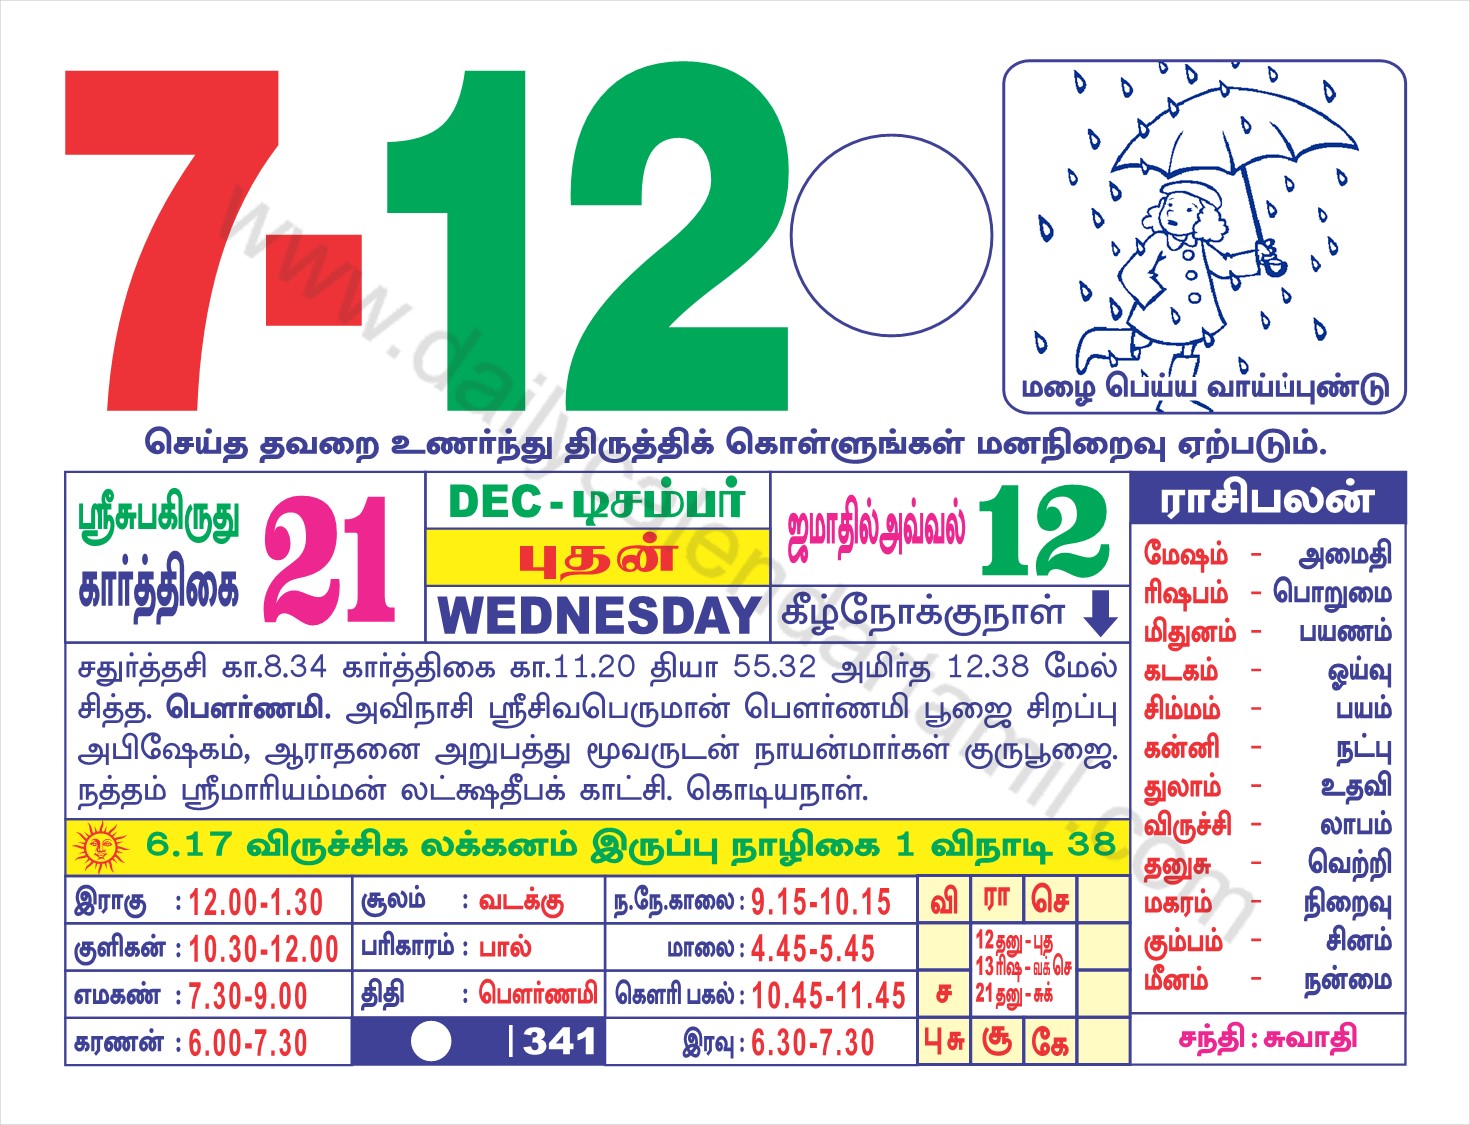 7-12
மழை பெய்ய வாய்ப்புண்டு
செய்த தவறை உணர்ந்து திருத்திக் கொள்ளுங்கள் மனநிறைவு ஏற்படும்.
ஸ்ரீசுபகிருது
கார்த்திகை 21
DEC - டிசம்பர்
புதன்
WEDNESDAY
ஜமாதில் அவ்வல் 12
கீழ்நோக்குநாள்
சதுர்த்தசி கா.8.34 கார்த்திகை கா.11.20 தியா 55.32 அமிர்த 12.38 மேல்
சித்த. பௌர்ணமி. அவிநாசி ஸ்ரீசிவபெருமான் பௌர்ணமி பூஜை சிறப்பு
அபிஷேகம், ஆராதனை அறுபத்து மூவருடன் நாயன்மார்கள் குருபூஜை.
நத்தம் ஸ்ரீமாரியம்மன் லட்சுஷதீபக் காட்சி. கொடியநாள்.
6.17 விருச்சிக லக்கனம் இருப்பு நாழிகை 1 விநாடி 38
இராகு : 12.00-1.30 சூலம் : வடக்கு ந.நே.காலை : 9.15-10.15 வி ரா செ
குளிகன் : 10.30-12.00 பரிகாரம் : பால் மாலை : 4.45-5.45
எமகண் : 7.30-9.00 திதி : பௌர்ணமி கௌரி பகல் : 10.45-11.45 ச
12 தனு - புத
13 ரிஷ - வக் செ
21 தனு - சுக்
கரணன் : 6.00-7.30 341 இரவு : 6.30-7.30 பு சு சூ கே
ராசிபலன்
மேஷம் - அமைதி
ரிஷபம் - பொறுமை
மிதுனம் - பயணம்
கடகம் - ஓய்வு
சிம்மம் - பயம்
கன்னி - நட்பு
துலாம் - உதவி
விருச்சி - லாபம்
தனுசு - வெற்றி
மகரம் - நிறைவு
கும்பம் - சினம்
மீனம் - நன்மை
சந்தி : சுவாதி
www.dailycalendartamil.com